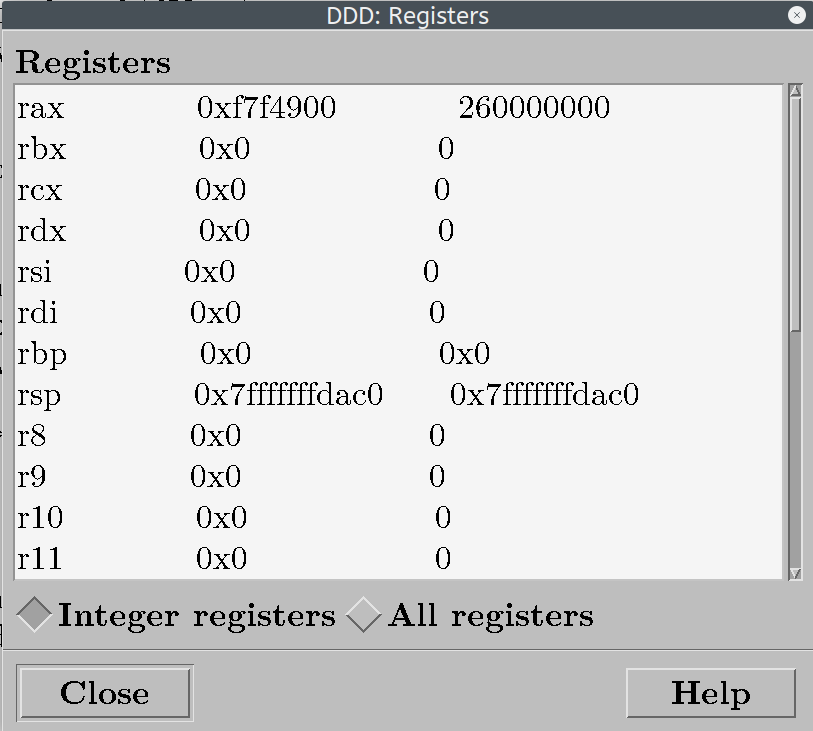 DDD: Registers
Registers
rax 0xf7f4900 260000000
rbx 0x0 0
rcx 0x0 0
rdx 0x0 0
rsi 0x0 0
rdi 0x0 0
rbp 0x0 0x0
rsp 0x7fffffffdac0 0x7fffffffdac0
r8 0x0 0
r9 0x0 0
r10 0x0 0
r11 0x0 0
Integer registers All registers
Close Help